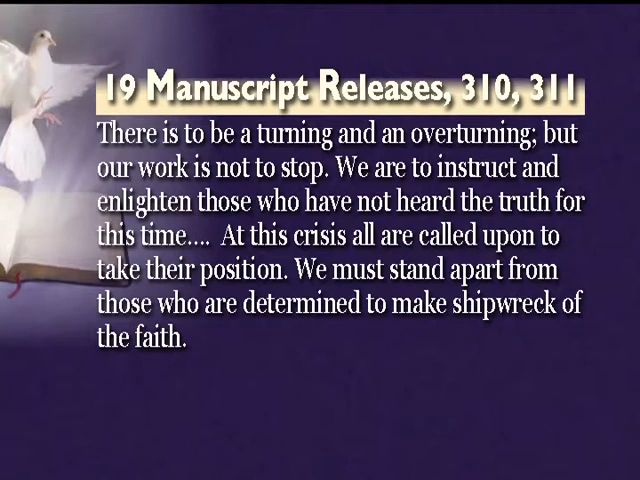 19 Manuscript Releases, 310, 311
There is to be a turning and an overturning; but
our work is not to stop. We are to instruct and
enlighten those who have not heard the truth for
this time.... At this crisis all are called upon to
take their position. We must stand apart from
those who are determined to make shipwreck of
the faith.